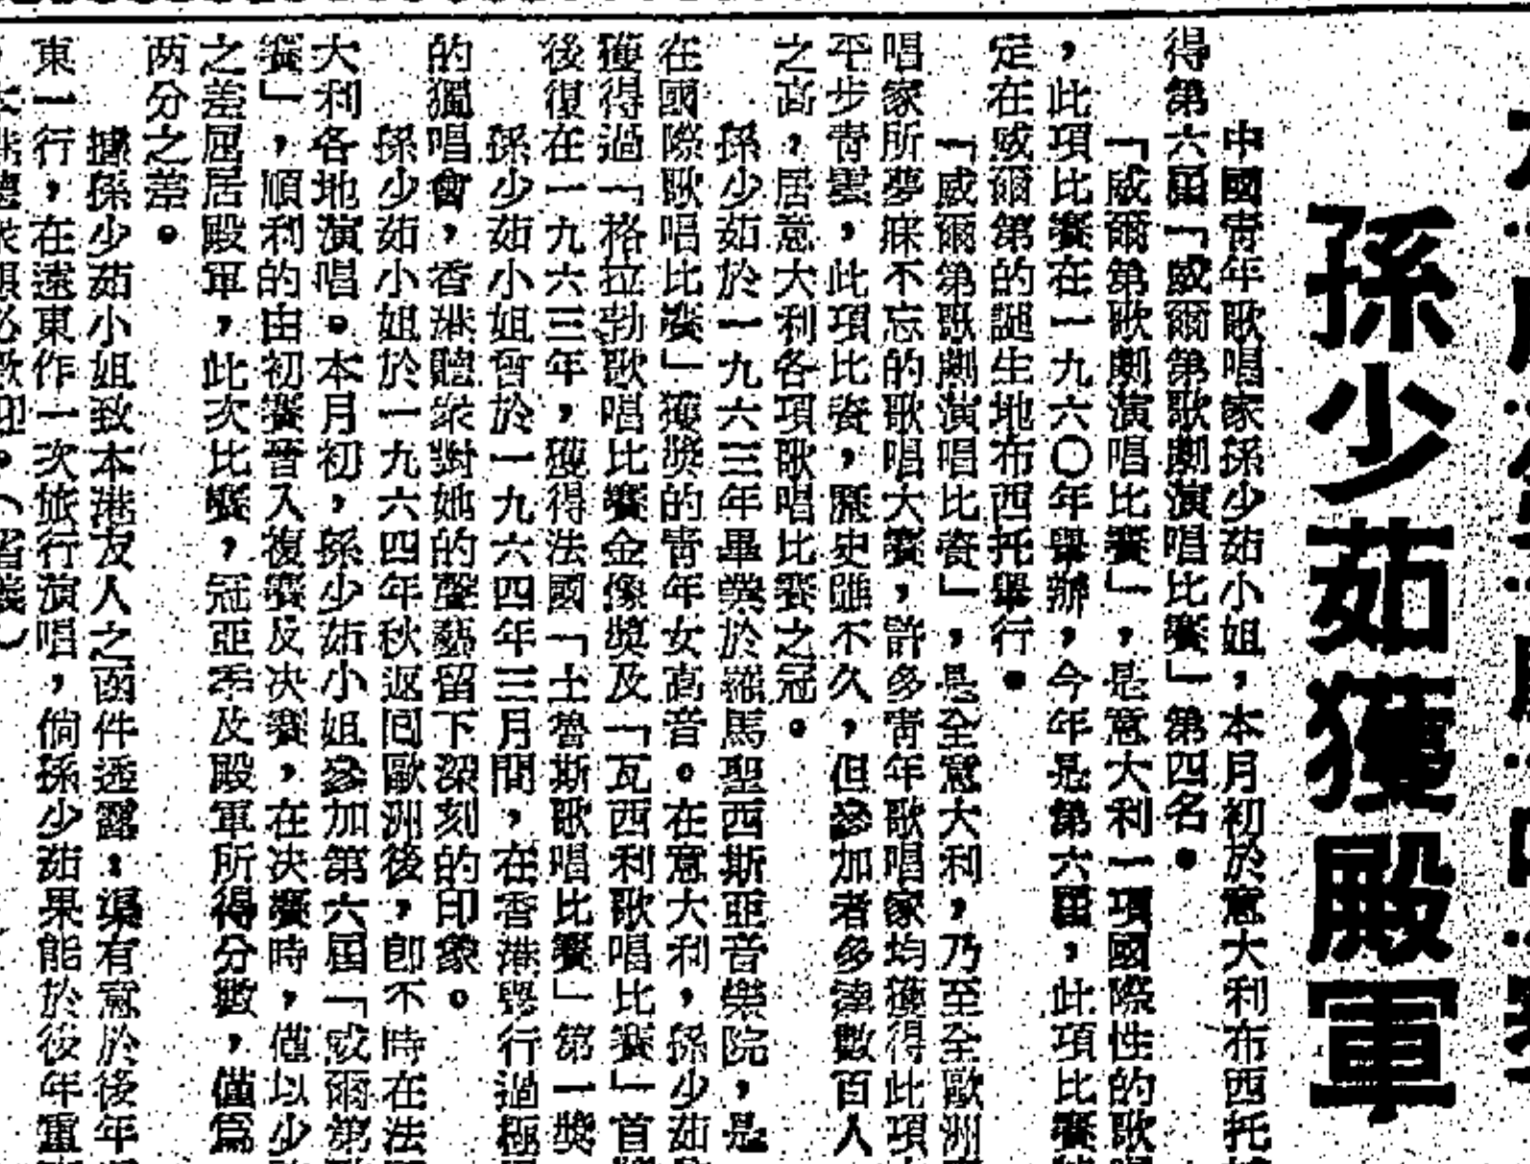 孫少茹獲殿軍
中國青年歌唱家孫少茹小姐，本月初於意大利布西托
得第六屆「威爾第歌劇演唱比賽」第四名。
「威爾第歌劇演唱比賽」，是意大利一項國際性的歌唱
，此項比賽在一九六〇年舉辦，今年是第六屆，此項比賽
定在威爾第的誕生地布西托舉行。
「威爾第歌劇演唱比賽」，是全意大利，乃至全歐洲
唱家所夢寐不忘的歌唱大賽，許多青年歌唱家均獲得此項
平步青雲，此項比賽，歷史雖不久，但參加者多達數百人
之高，居意大利各項歌唱比賽之冠。
孫少茹於一九六三年畢業於羅馬聖西斯亞音樂院，是
在國際歌唱比賽」獲獎的青年女高音。在意大利，孫少茹
獲得過「格拉勃歌唱比賽金像獎及「瓦西利歌唱比賽」首
後復在一九六三年，獲得法國「土魯斯歌唱比賽」第一獎
孫少茹小姐曾於一九六四年三月間，在香港舉行過極
的獨唱會，香港聽衆對她的聲藝留下深刻的印象。
孫少茹小姐於一九六四年秋返囘歐洲後，卽不時在法
大利各地演唱。本月初，孫少茹小姐參加第六屆「威爾第
賽」，順利的由初賽晉入複賽及决賽，在决賽時，僅以少
之差屈居殿軍，此次比賽，冠亞季及殿軍所得分數，僅爲
两分之差。
據孫少茹小姐致本港友人之函件透露：渠有意於後年
東一行，在遠東作一次旅行演唱，倘孫少茹果能於後年重